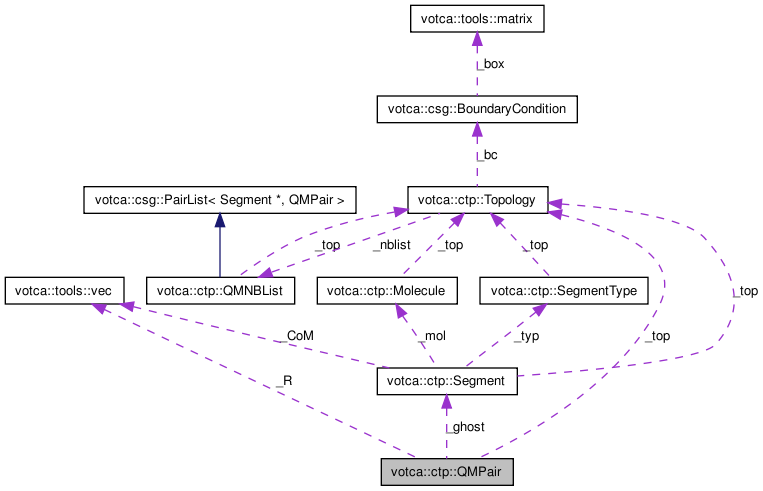 votca::tools::matrix
_box
votca::csg::BoundaryCondition
_bc
votca::csg::PairList< Segment *, QMPair >
votca::ctp::Topology
_top
_nblist
_top
_top
votca::tools::vec
votca::ctp::QMNBList
votca::ctp::Molecule
votca::ctp::SegmentType
_top
_CoM
_mol
_typ
_top
_R
votca::ctp::Segment
_ghost
votca::ctp::QMPair